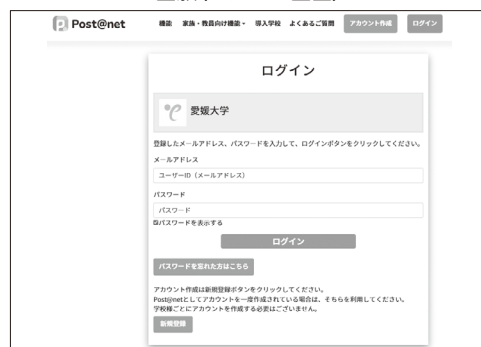 Post@net
機能 家族・教員向け機能 導入学校 よくあるご質問 アカウント作成 ログイン
ログイン
愛媛大学
登録したメールアドレス、パスワードを入力して、ログインボタンをクリックしてください。
メールアドレス
ユーザーID（メールアドレス）
パスワード
パスワード
パスワードを表示する
ログイン
パスワードを忘れた方はこちら
アカウント作成は新規登録ボタンをクリックしてください。
Post@netとしてアカウントを一度作成されている場合は、そちらを利用してください。
学校様ごとにアカウントを作成する必要はございません。
新規登録